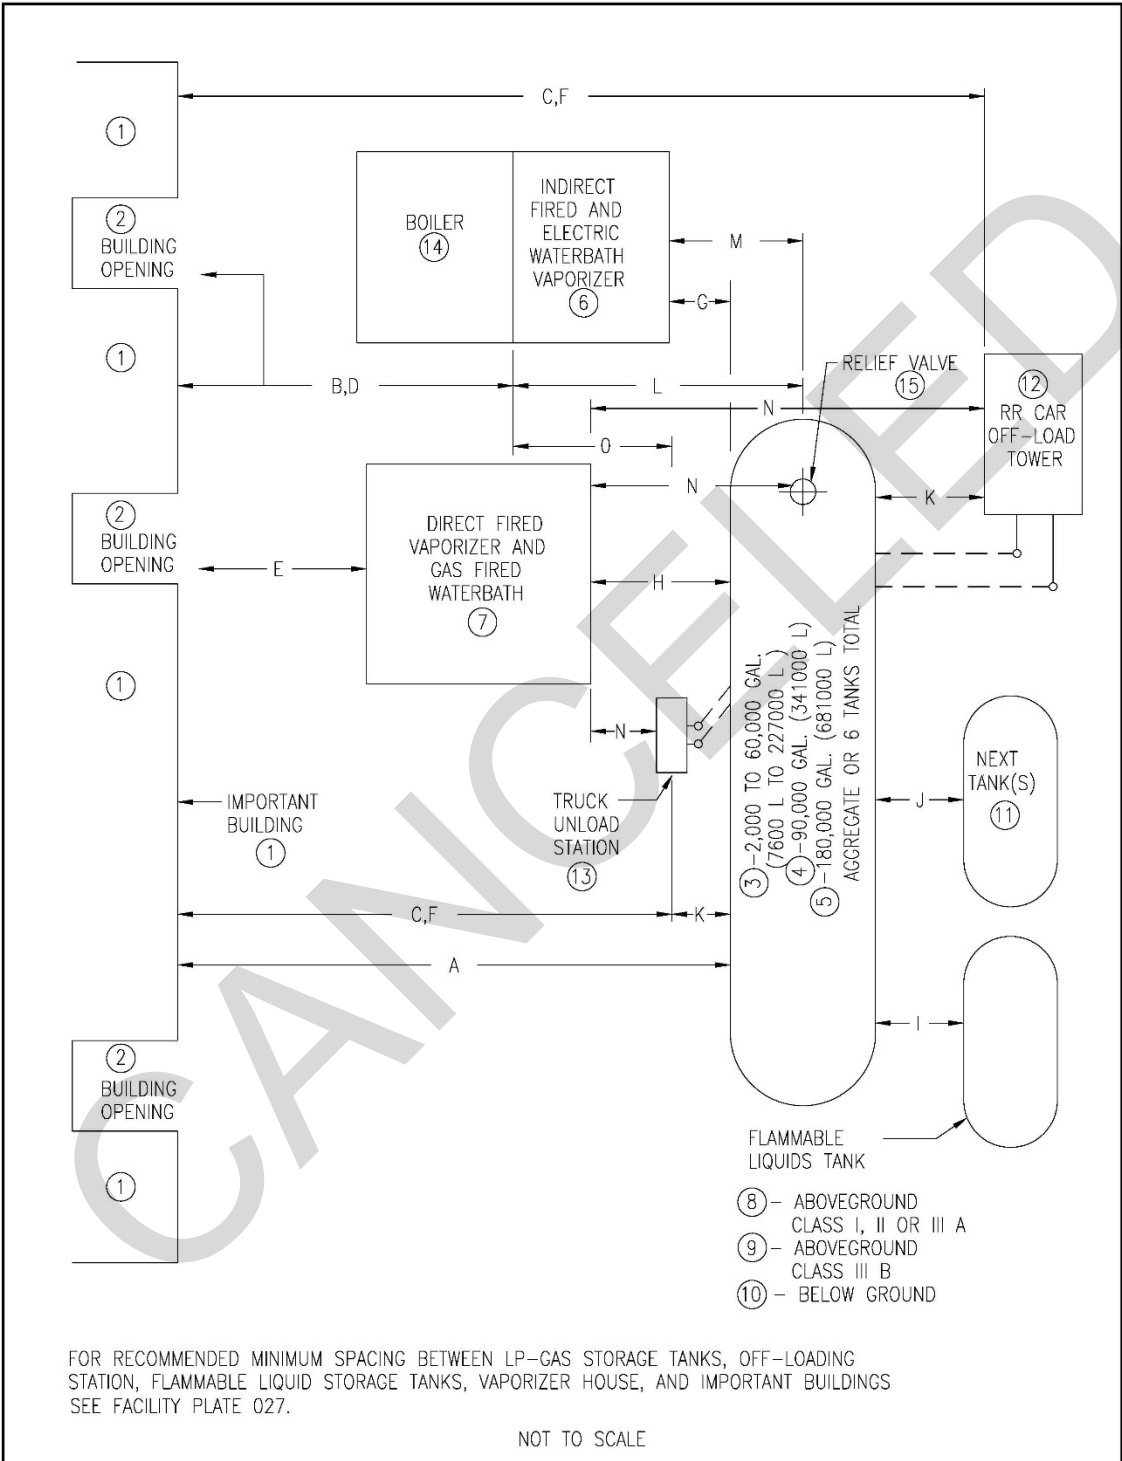 C,F
1
2
BUILDING
OPENING
BOILER
14
INDIRECT
FIRED AND
ELECTRIC
WATERBATH
VAPORIZER
6
M
G
1
B,D
L
RELIEF VALVE
15
N
12
RR CAR
OFF-LOAD
TOWER
O
N
K
2
BUILDING
OPENING
E
DIRECT FIRED
VAPORIZER AND
GAS FIRED
WATERBATH
7
H
1
N
3 -2,000 TO 60,000 GAL.
(7600 L TO 227000 L )
4 -90,000 GAL. (341000 L)
5 -180,000 GAL. (681000 L)
AGGREGATE OR 6 TANKS TOTAL
NEXT
TANK(S)
11
J
IMPORTANT
BUILDING
1
TRUCK
UNLOAD
STATION
13
C,F
K
A
I
2
BUILDING
OPENING
1
FLAMMABLE
LIQUIDS TANK
8 - ABOVEGROUND
CLASS I, II OR III A
9 - ABOVEGROUND
CLASS III B
10 - BELOW GROUND
FOR RECOMMENDED MINIMUM SPACING BETWEEN LP-GAS STORAGE TANKS, OFF-LOADING
STATION, FLAMMABLE LIQUID STORAGE TANKS, VAPORIZER HOUSE, AND IMPORTANT BUILDINGS
SEE FACILITY PLATE 027.
NOT TO SCALE
CANCELED